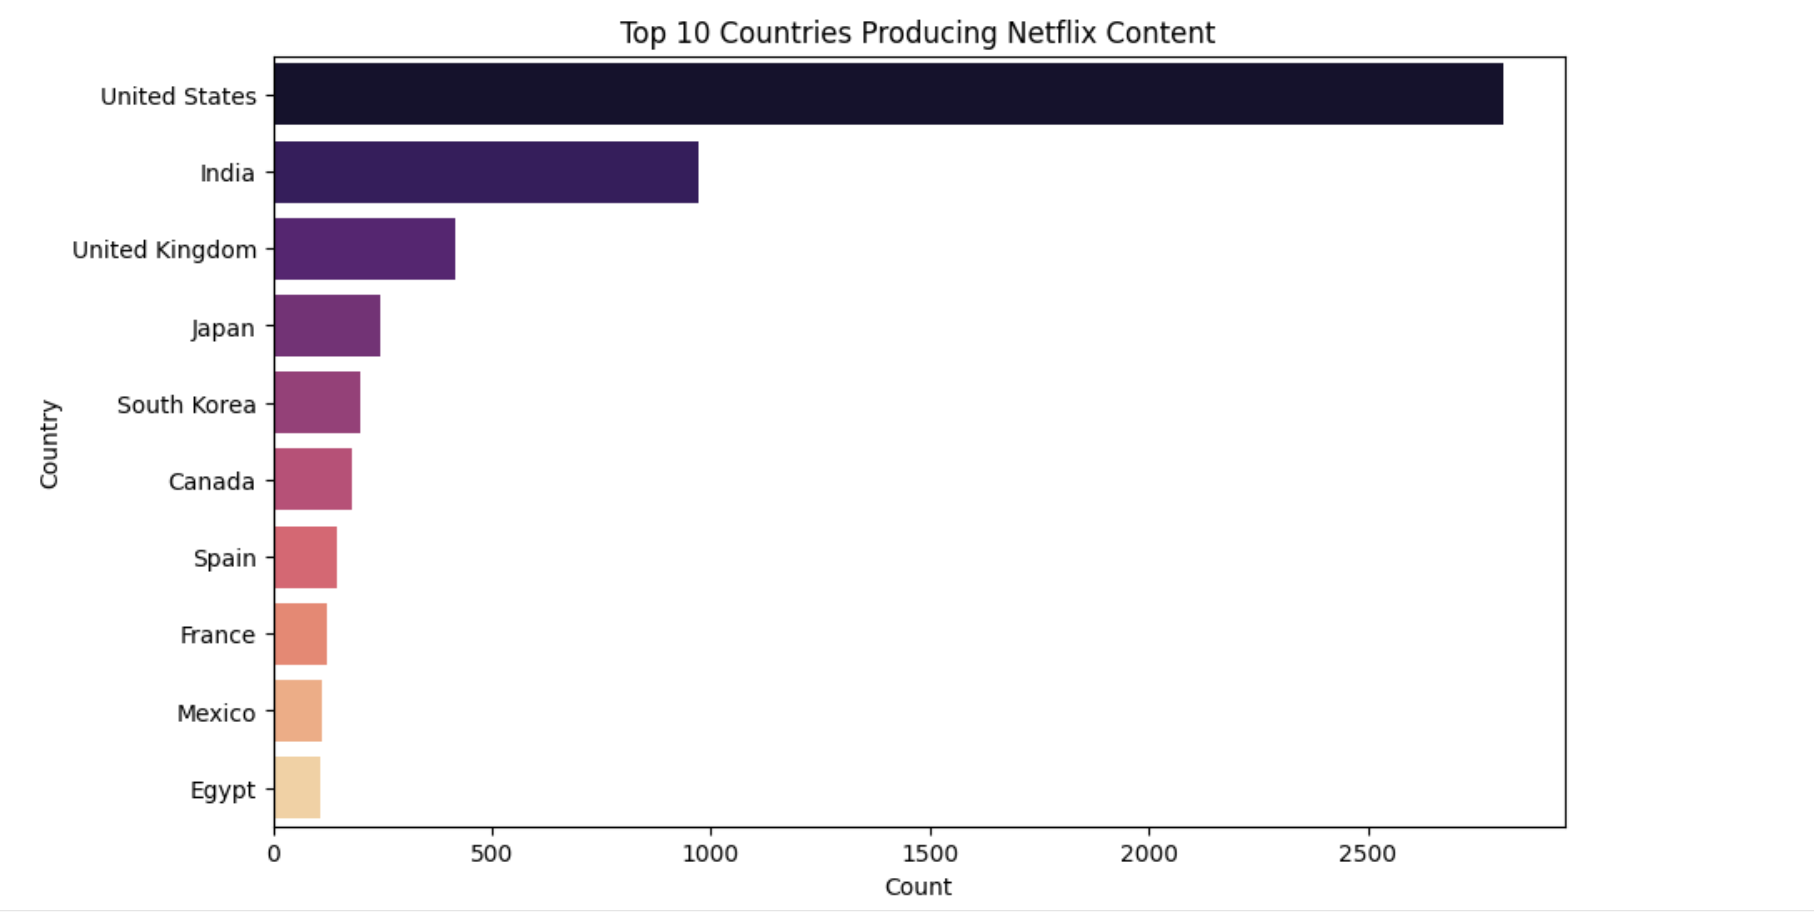 Top 10 Countries Producing Netflix Content
United States
India
United Kingdom
Japan
South Korea
Canada
Spain
France
Mexico
Egypt
Country
0 500 1000 1500 2000 2500
Count